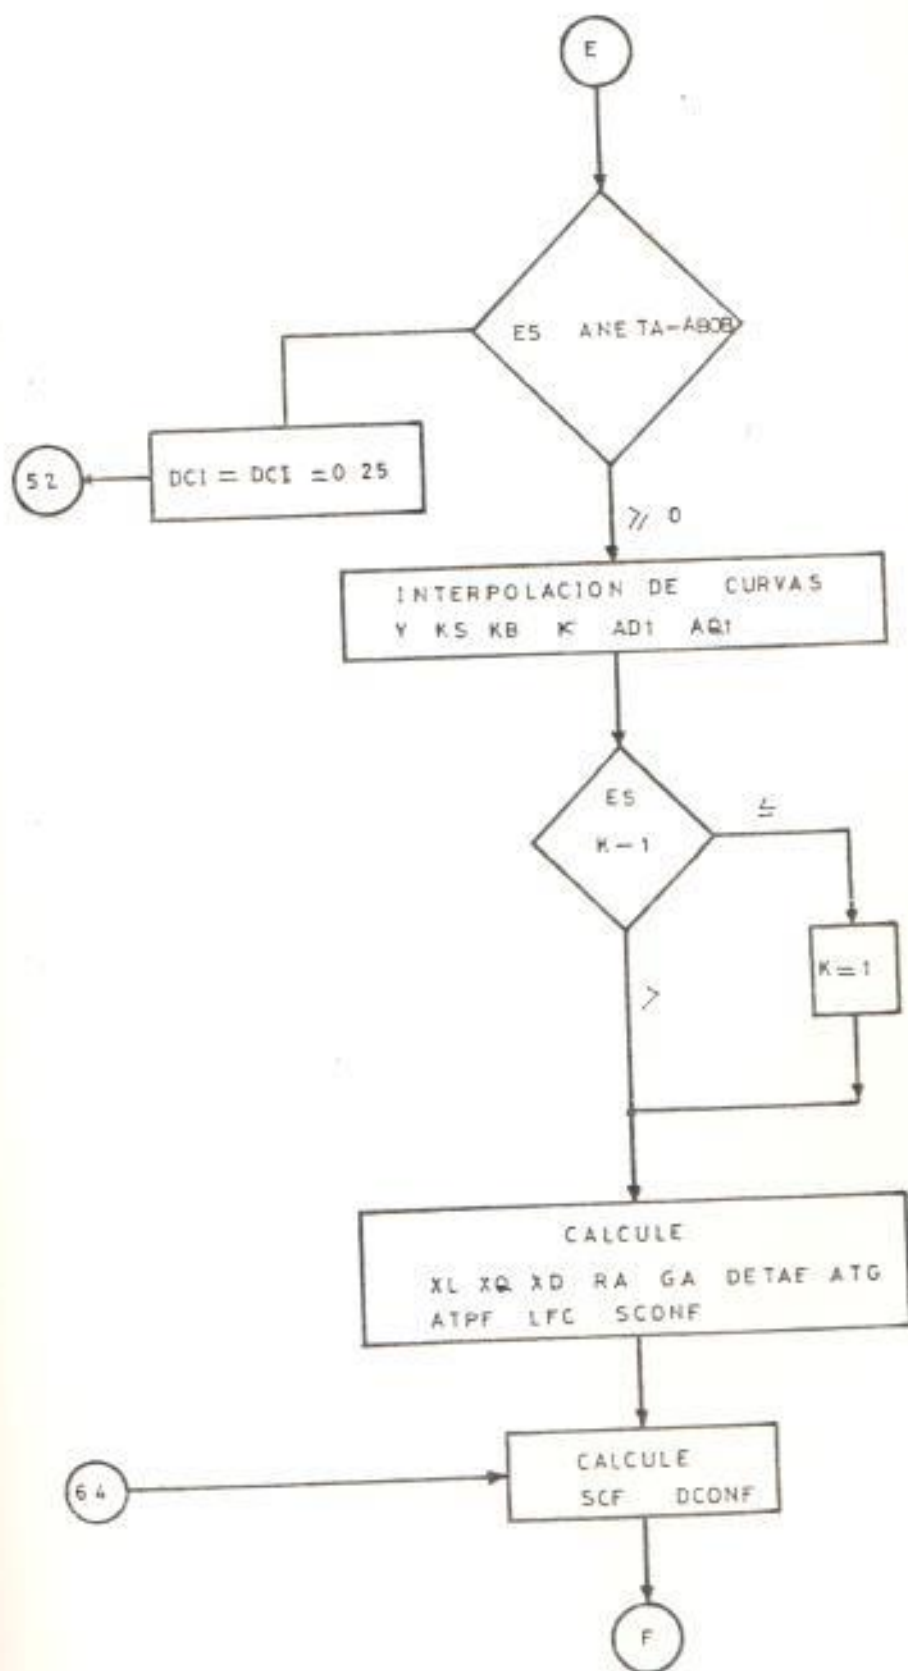 E
ES ANETA-ABOB
DCI = DCI = 0 25
52
≥ 0
INTERPOLACION DE CURVAS
Y KS KB K AD1 AQ1
ES
K-1
≤
K=1
>
CALCULE
XL XQ XD RA GA DETAF ATG
ATPF LFC SCONF
CALCULE
SCF DCONF
64
F